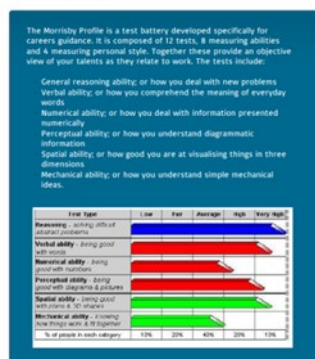 The Morrisby Profile is a test battery developed specifically for
careers guidance. It is composed of 12 tests, 8 measuring abilities
and 4 measuring personal style. Together these provide an objective
view of your talents as they relate to work. The tests include:
General reasoning ability; or how you deal with new problems
Verbal ability; or how you comprehend the meaning of everyday
words
Numerical ability; or how you deal with information presented
numerically
Perceptual ability; or how you understand diagrammatic
information
Spatial ability; or how good you are at visualising things in three
dimensions
Mechanical ability; or how you understand simple mechanical
ideas.
Test Type Low Fair Average High Very High
Reasoning - solving difficult
abstract problems
Verbal ability - being good
with words
Numerical ability - being
good with numbers
Perceptual ability - being
good with diagrams & pictures
Spatial ability - being good
with plans & 3D shapes
Mechanical ability - knowing
how things work & fit together
% of people in each category 10% 20% 40% 20% 10%